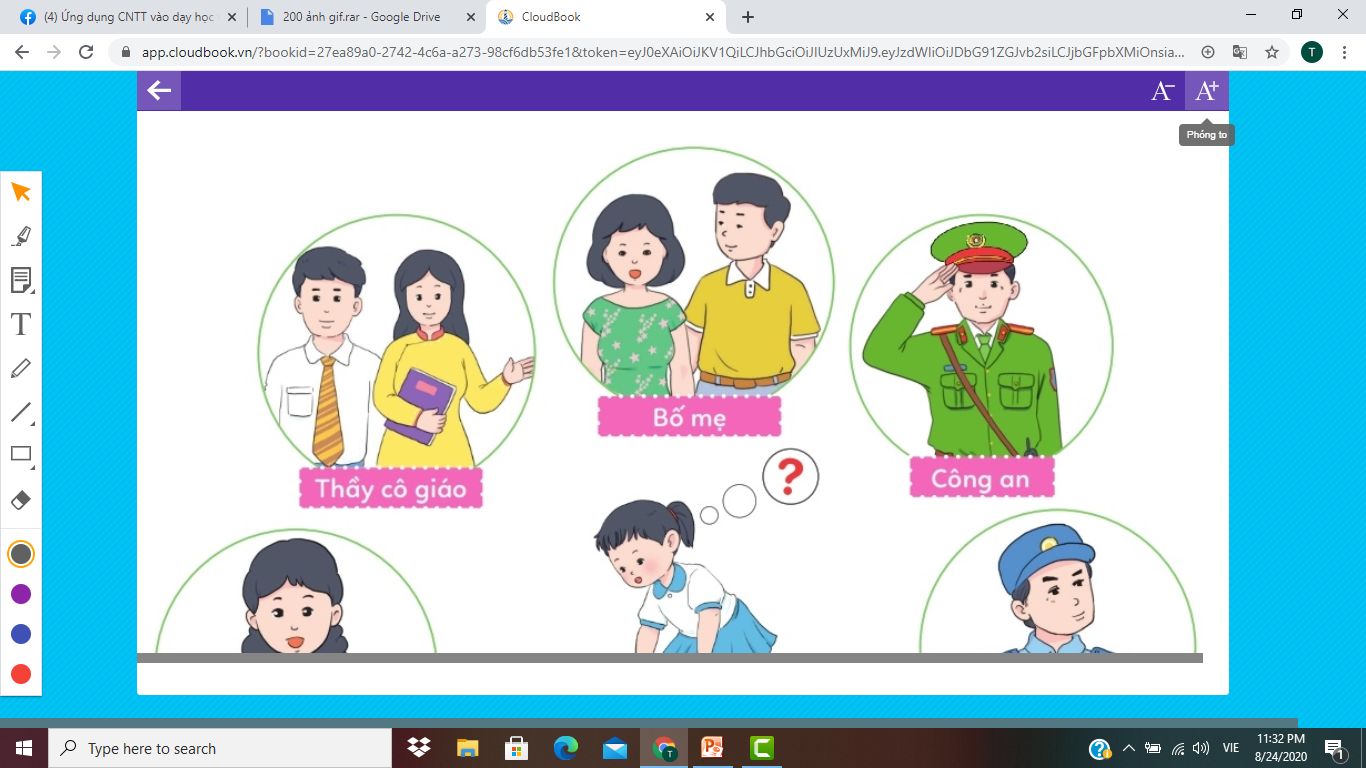 (4) Ứng dụng CNTT vào dạy học
200 ảnh gif.rar - Google Drive
CloudBook
app.cloudbook.vn/?bookid=27ea89a0-2742-4c6a-a273-98cf6db53fe1&token=eyJ0eXAiOiJKV1QiLCJhbGciOiJIUzUxMiJ9.eyJzdWIiOiJDbG91ZGJvb2siLCJjbGFpbXMiOnsia...
T
A-
A+
Phóng to
T
Bố mẹ
Công an
Thầy cô giáo
?
Type here to search
VIE
11:32 PM
8/24/2020
1